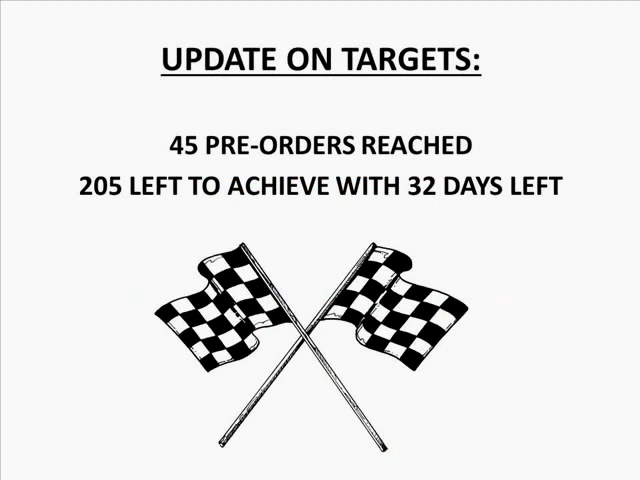 UPDATE ON TARGETS:
45 PRE-ORDERS REACHED
205 LEFT TO ACHIEVE WITH 32 DAYS LEFT